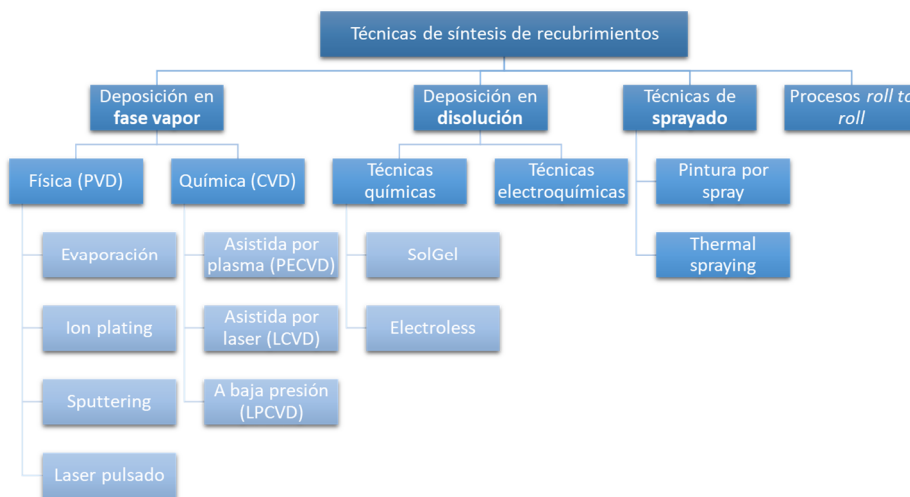 Técnicas de síntesis de recubrimientos
Deposición en
fase vapor
Deposición en
disolución
Técnicas de
sprayado
Procesos roll to
roll
Física (PVD)
Química (CVD)
Técnicas
químicas
Técnicas
electroquímicas
Pintura por
spray
Evaporación
Asistida por
plasma (PECVD)
SolGel
Thermal
spraying
Ion plating
Asistida por
laser (LCVD)
Electroless
Sputtering
A baja presión
(LPCVD)
Laser pulsado